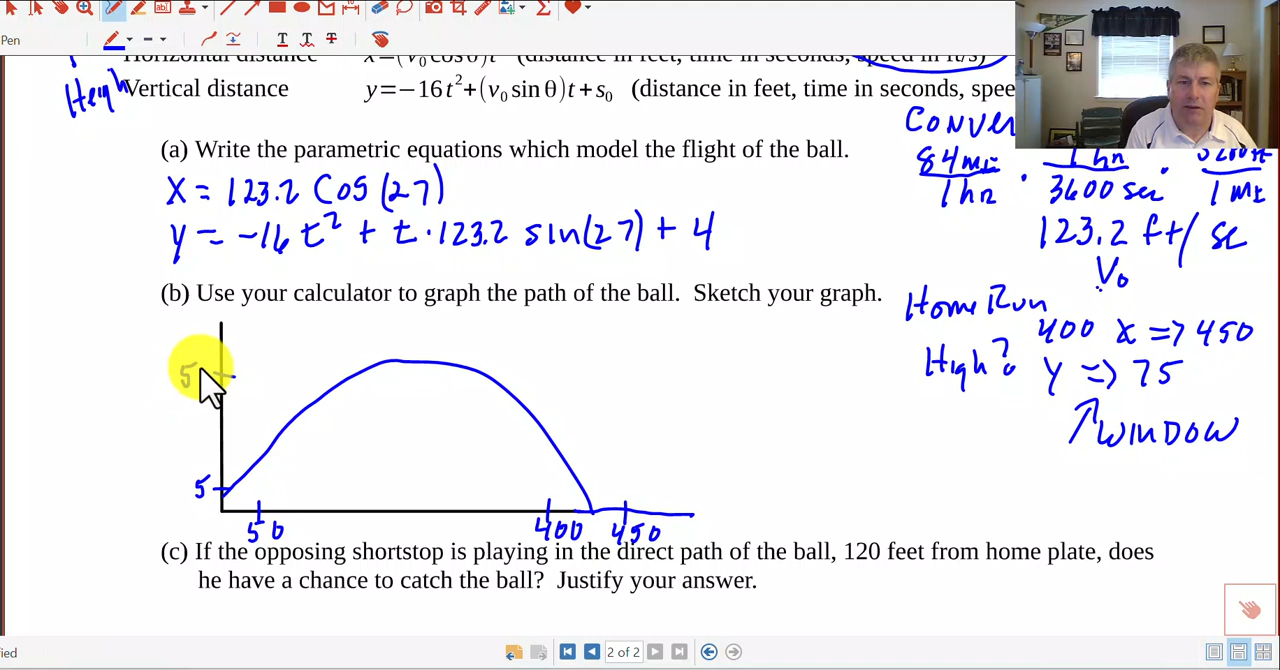 Pen
Horizontal distance x=(v₀cosθ)t (distance in feet, time in seconds, speed in ft/s)
Heigh
Vertical distance y=−16t²+(v₀sinθ)t+s₀ (distance in feet, time in seconds, spee
(a) Write the parametric equations which model the flight of the ball.
X = 123.2 Cos(27)
y = -16t² + t·123.2 sin(27) + 4
Conver
84 mi · 1 hr · 5280 ft
1 hr 3600 sec 1 mi
123.2 ft/sec
V₀
(b) Use your calculator to graph the path of the ball. Sketch your graph.
Home Run
400 X => 450
High? Y => 75
↑ WINDOW
5
5
50 400 450
(c) If the opposing shortstop is playing in the direct path of the ball, 120 feet from home plate, does
he have a chance to catch the ball? Justify your answer.
ied
2 of 2